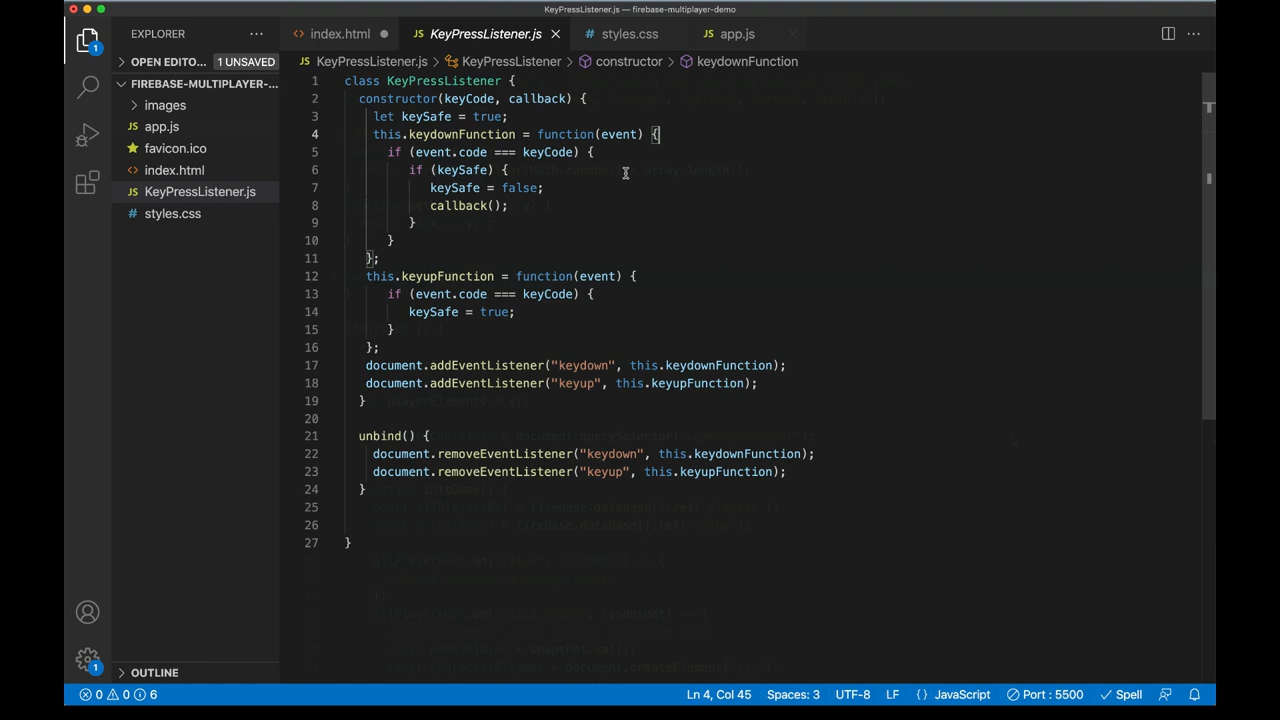 KeyPressListener.js — firebase-multiplayer-demo
EXPLORER
index.html
KeyPressListener.js
styles.css
app.js
OPEN EDITO... 1 UNSAVED
KeyPressListener.js > KeyPressListener > constructor > keydownFunction
FIREBASE-MULTIPLAYER-...
images
app.js
favicon.ico
index.html
KeyPressListener.js
styles.css
1 class KeyPressListener {
2 constructor(keyCode, callback) {
3 let keySafe = true;
4 this.keydownFunction = function(event) {
5 if (event.code === keyCode) {
6 if (keySafe) {
7 keySafe = false;
8 callback();
9 }
10 }
11 };
12 this.keyupFunction = function(event) {
13 if (event.code === keyCode) {
14 keySafe = true;
15 }
16 };
17 document.addEventListener("keydown", this.keydownFunction);
18 document.addEventListener("keyup", this.keyupFunction);
19 }
20
21 unbind() {
22 document.removeEventListener("keydown", this.keydownFunction);
23 document.removeEventListener("keyup", this.keyupFunction);
24 }
25
26
27 }
1
1
OUTLINE
0 0 6
Ln 4, Col 45
Spaces: 3
UTF-8
LF
{} JavaScript
Port : 5500
Spell